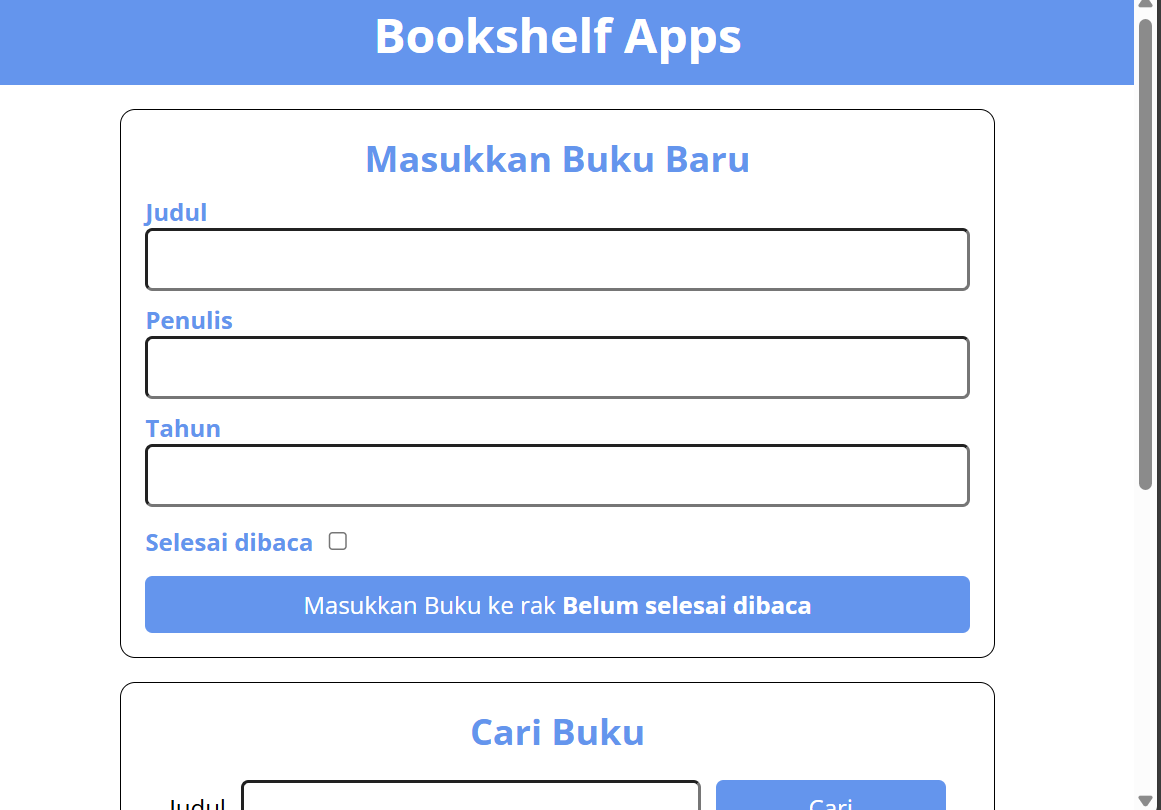 Bookshelf Apps
Masukkan Buku Baru
Judul
Penulis
Tahun
Selesai dibaca
Masukkan Buku ke rak Belum selesai dibaca
Cari Buku
Judul
Cari